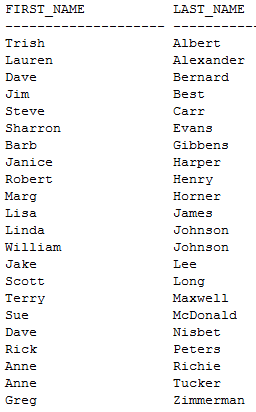 FIRST_NAME           LAST_NAME
-------------------- ----------
Trish                Albert
Lauren               Alexander
Dave                 Bernard
Jim                  Best
Steve                Carr
Sharron              Evans
Barb                 Gibbens
Janice               Harper
Robert               Henry
Marg                 Horner
Lisa                 James
Linda                Johnson
William              Johnson
Jake                 Lee
Scott                Long
Terry                Maxwell
Sue                  McDonald
Dave                 Nisbet
Rick                 Peters
Anne                 Richie
Anne                 Tucker
Greg                 Zimmerman